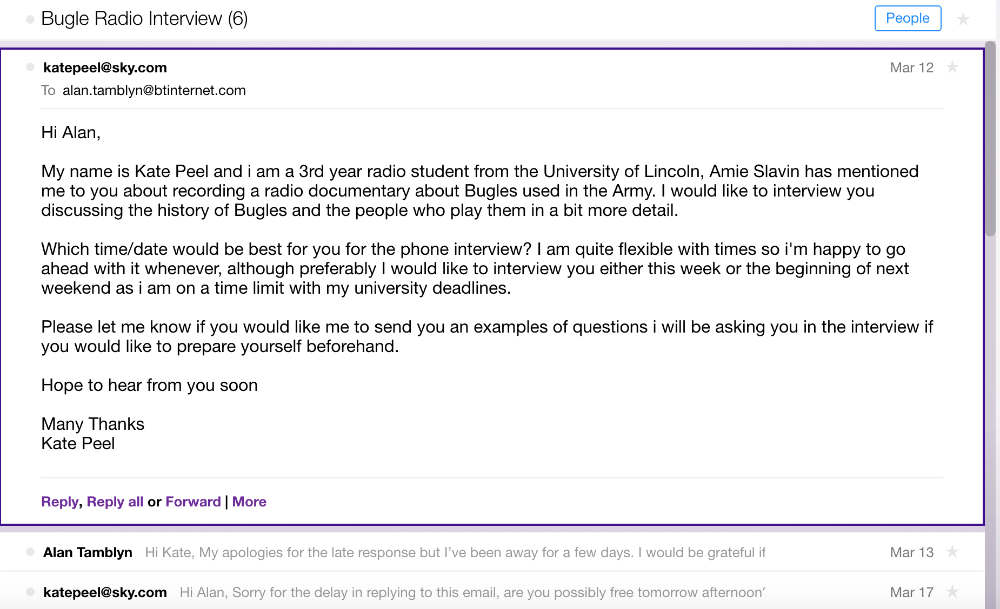 Bugle Radio Interview (6)
People
katepeel@sky.com
Mar 12
To alan.tamblyn@btinternet.com
Hi Alan,
My name is Kate Peel and i am a 3rd year radio student from the University of Lincoln, Amie Slavin has mentioned
me to you about recording a radio documentary about Bugles used in the Army. I would like to interview you
discussing the history of Bugles and the people who play them in a bit more detail.
Which time/date would be best for you for the phone interview? I am quite flexible with times so i'm happy to go
ahead with it whenever, although preferably I would like to interview you either this week or the beginning of next
weekend as i am on a time limit with my university deadlines.
Please let me know if you would like me to send you an examples of questions i will be asking you in the interview if
you would like to prepare yourself beforehand.
Hope to hear from you soon
Many Thanks
Kate Peel
Reply, Reply all or Forward | More
Alan Tamblyn Hi Kate, My apologies for the late response but I’ve been away for a few days. I would be grateful if
Mar 13
katepeel@sky.com Hi Alan, Sorry for the delay in replying to this email, are you possibly free tomorrow afternoon?
Mar 17